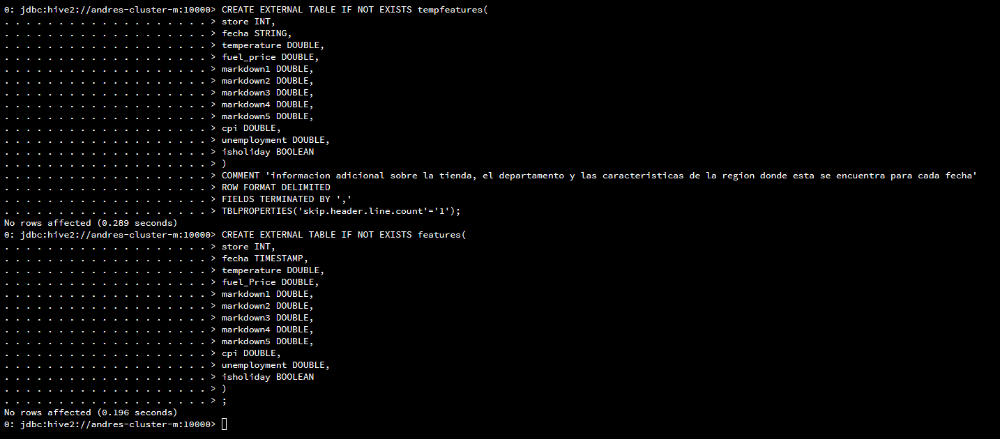 0: jdbc:hive2://andres-cluster-m:10000> CREATE EXTERNAL TABLE IF NOT EXISTS tempfeatures(
. . . . . . . . . . . . . . . . . . . > store INT,
. . . . . . . . . . . . . . . . . . . > fecha STRING,
. . . . . . . . . . . . . . . . . . . > temperature DOUBLE,
. . . . . . . . . . . . . . . . . . . > fuel_price DOUBLE,
. . . . . . . . . . . . . . . . . . . > markdown1 DOUBLE,
. . . . . . . . . . . . . . . . . . . > markdown2 DOUBLE,
. . . . . . . . . . . . . . . . . . . > markdown3 DOUBLE,
. . . . . . . . . . . . . . . . . . . > markdown4 DOUBLE,
. . . . . . . . . . . . . . . . . . . > markdown5 DOUBLE,
. . . . . . . . . . . . . . . . . . . > cpi DOUBLE,
. . . . . . . . . . . . . . . . . . . > unemployment DOUBLE,
. . . . . . . . . . . . . . . . . . . > isholiday BOOLEAN
. . . . . . . . . . . . . . . . . . . > )
. . . . . . . . . . . . . . . . . . . > COMMENT 'informacion adicional sobre la tienda, el departamento y las caracteristicas de la region donde esta se encuentra para cada fecha'
. . . . . . . . . . . . . . . . . . . > ROW FORMAT DELIMITED
. . . . . . . . . . . . . . . . . . . > FIELDS TERMINATED BY ','
. . . . . . . . . . . . . . . . . . . > TBLPROPERTIES('skip.header.line.count'='1');
No rows affected (0.289 seconds)
0: jdbc:hive2://andres-cluster-m:10000> CREATE EXTERNAL TABLE IF NOT EXISTS features(
. . . . . . . . . . . . . . . . . . . > store INT,
. . . . . . . . . . . . . . . . . . . > fecha TIMESTAMP,
. . . . . . . . . . . . . . . . . . . > temperature DOUBLE,
. . . . . . . . . . . . . . . . . . . > fuel_Price DOUBLE,
. . . . . . . . . . . . . . . . . . . > markdown1 DOUBLE,
. . . . . . . . . . . . . . . . . . . > markdown2 DOUBLE,
. . . . . . . . . . . . . . . . . . . > markdown3 DOUBLE,
. . . . . . . . . . . . . . . . . . . > markdown4 DOUBLE,
. . . . . . . . . . . . . . . . . . . > markdown5 DOUBLE,
. . . . . . . . . . . . . . . . . . . > cpi DOUBLE,
. . . . . . . . . . . . . . . . . . . > unemployment DOUBLE,
. . . . . . . . . . . . . . . . . . . > isholiday BOOLEAN
. . . . . . . . . . . . . . . . . . . > )
. . . . . . . . . . . . . . . . . . . > ;
No rows affected (0.196 seconds)
0: jdbc:hive2://andres-cluster-m:10000>